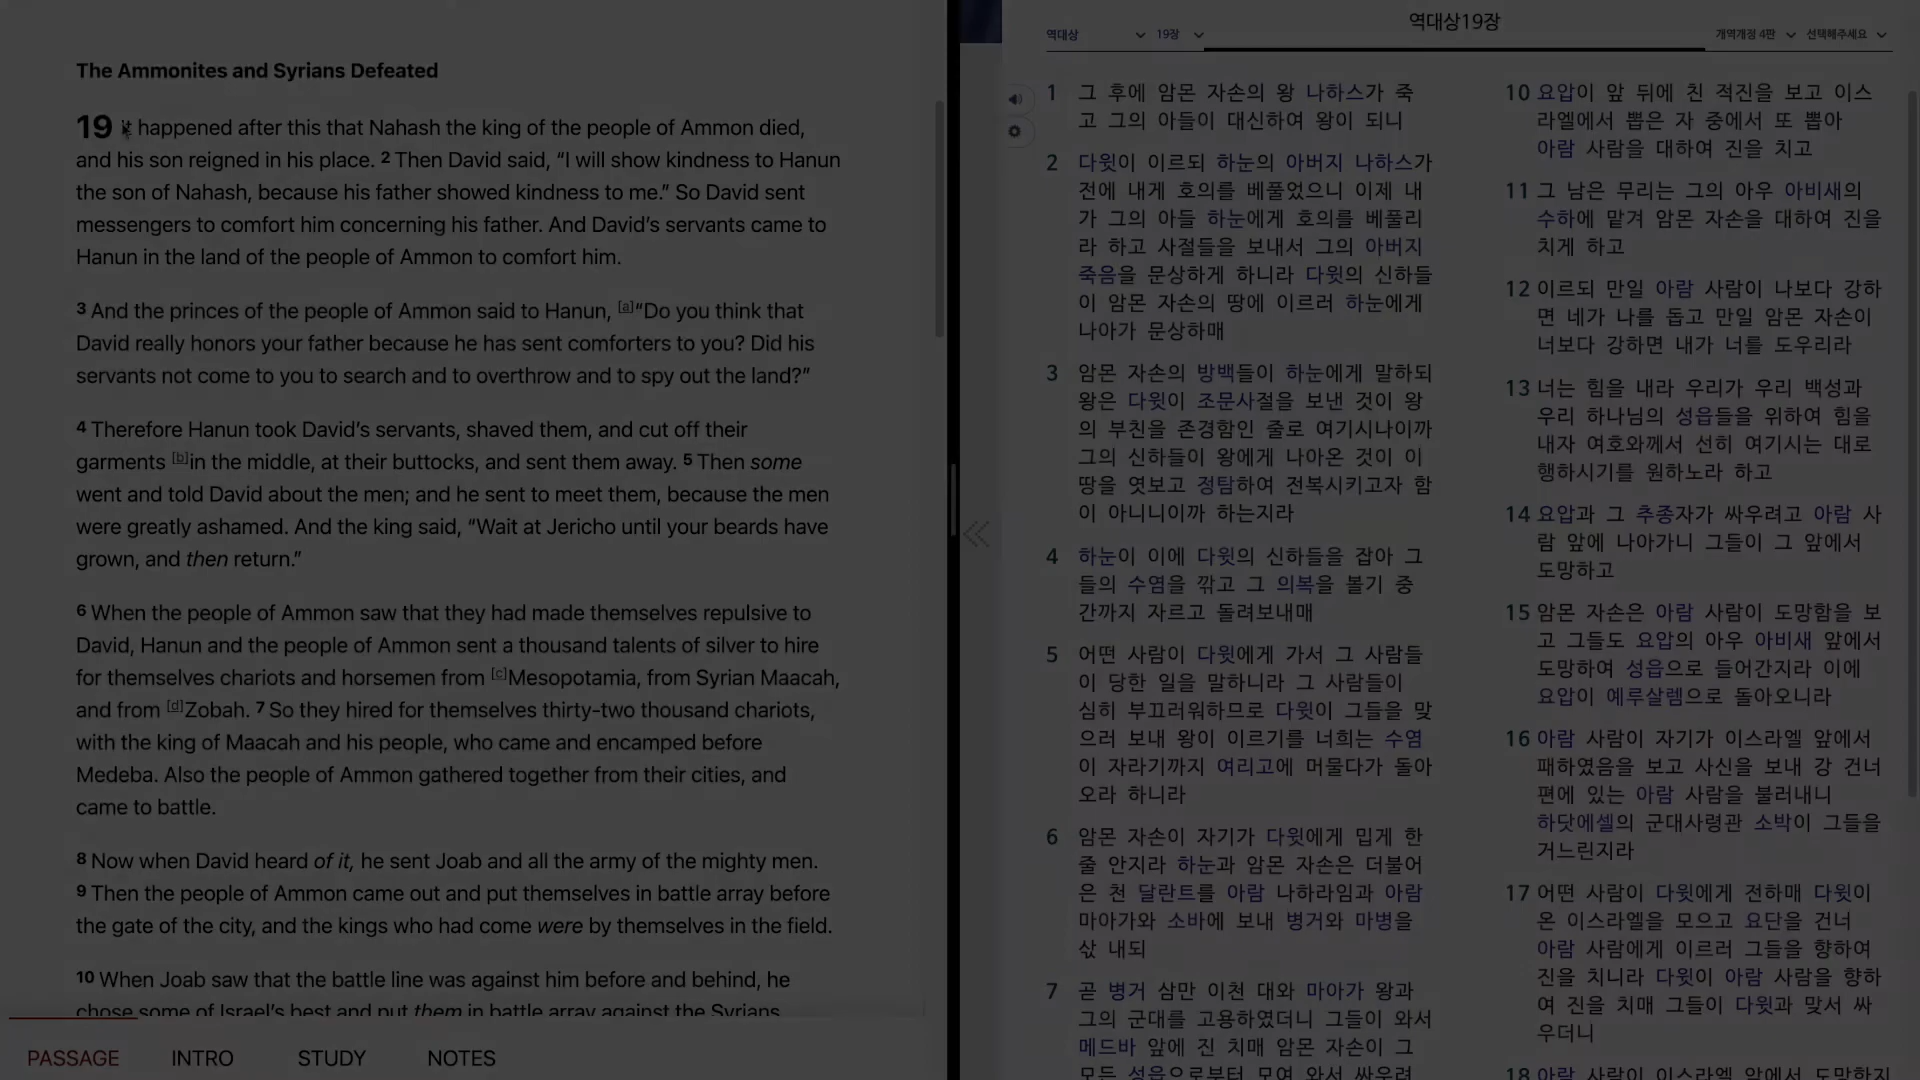 The Ammonites and Syrians Defeated
19 It happened after this that Nahash the king of the people of Ammon died,
and his son reigned in his place. 2 Then David said, “I will show kindness to Hanun
the son of Nahash, because his father showed kindness to me.” So David sent
messengers to comfort him concerning his father. And David’s servants came to
Hanun in the land of the people of Ammon to comfort him.
3 And the princes of the people of Ammon said to Hanun, [a]“Do you think that
David really honors your father because he has sent comforters to you? Did his
servants not come to you to search and to overthrow and to spy out the land?”
4 Therefore Hanun took David’s servants, shaved them, and cut off their
garments [b]in the middle, at their buttocks, and sent them away. 5 Then some
went and told David about the men; and he sent to meet them, because the men
were greatly ashamed. And the king said, “Wait at Jericho until your beards have
grown, and then return.”
6 When the people of Ammon saw that they had made themselves repulsive to
David, Hanun and the people of Ammon sent a thousand talents of silver to hire
for themselves chariots and horsemen from [c]Mesopotamia, from Syrian Maacah,
and from [d]Zobah. 7 So they hired for themselves thirty-two thousand chariots,
with the king of Maacah and his people, who came and encamped before
Medeba. Also the people of Ammon gathered together from their cities, and
came to battle.
8 Now when David heard of it, he sent Joab and all the army of the mighty men.
9 Then the people of Ammon came out and put themselves in battle array before
the gate of the city, and the kings who had come were by themselves in the field.
10 When Joab saw that the battle line was against him before and behind, he
chose some of Israel’s best and put them in battle array against the Syrians.
PASSAGE INTRO STUDY NOTES
역대상19장
역대상 19장 개역개정 4판 선택해주세요
1 그 후에 암몬 자손의 왕 나하스가 죽
고 그의 아들이 대신하여 왕이 되니
2 다윗이 이르되 하눈의 아버지 나하스가
전에 내게 호의를 베풀었으니 이제 내
가 그의 아들 하눈에게 호의를 베풀리
라 하고 사절들을 보내서 그의 아버지
죽음을 문상하게 하니라 다윗의 신하들
이 암몬 자손의 땅에 이르러 하눈에게
나아가 문상하매
3 암몬 자손의 방백들이 하눈에게 말하되
왕은 다윗이 조문사절을 보낸 것이 왕
의 부친을 존경함인 줄로 여기시나이까
그의 신하들이 왕에게 나아온 것이 이
땅을 엿보고 정탐하여 전복시키고자 함
이 아니니이까 하는지라
4 하눈이 이에 다윗의 신하들을 잡아 그
들의 수염을 깎고 그 의복을 볼기 중
간까지 자르고 돌려보내매
5 어떤 사람이 다윗에게 가서 그 사람들
이 당한 일을 말하니라 그 사람들이
심히 부끄러워하므로 다윗이 그들을 맞
으러 보내 왕이 이르기를 너희는 수염
이 자라기까지 여리고에 머물다가 돌아
오라 하니라
6 암몬 자손이 자기가 다윗에게 밉게 한
줄 안지라 하눈과 암몬 자손은 더불어
은 천 달란트를 아람 나하라임과 아람
마아가와 소바에 보내 병거와 마병을
삯 내되
7 곧 병거 삼만 이천 대와 마아가 왕과
그의 군대를 고용하였더니 그들이 와서
메드바 앞에 진 치매 암몬 자손이 그
모든 성읍으로부터 모여 와서 싸우려
10 요압이 앞 뒤에 친 적진을 보고 이스
라엘에서 뽑은 자 중에서 또 뽑아
아람 사람을 대하여 진을 치고
11 그 남은 무리는 그의 아우 아비새의
수하에 맡겨 암몬 자손을 대하여 진을
치게 하고
12 이르되 만일 아람 사람이 나보다 강하
면 네가 나를 돕고 만일 암몬 자손이
너보다 강하면 내가 너를 도우리라
13 너는 힘을 내라 우리가 우리 백성과
우리 하나님의 성읍들을 위하여 힘을
내자 여호와께서 선히 여기시는 대로
행하시기를 원하노라 하고
14 요압과 그 추종자가 싸우려고 아람 사
람 앞에 나아가니 그들이 그 앞에서
도망하고
15 암몬 자손은 아람 사람이 도망함을 보
고 그들도 요압의 아우 아비새 앞에서
도망하여 성읍으로 들어간지라 이에
요압이 예루살렘으로 돌아오니라
16 아람 사람이 자기가 이스라엘 앞에서
패하였음을 보고 사신을 보내 강 건너
편에 있는 아람 사람을 불러내니
하닷에셀의 군대사령관 소박이 그들을
거느린지라
17 어떤 사람이 다윗에게 전하매 다윗이
온 이스라엘을 모으고 요단을 건너
아람 사람에게 이르러 그들을 향하여
진을 치니라 다윗이 아람 사람을 향하
여 진을 치매 그들이 다윗과 맞서 싸
우더니
18 아람 사람이 이스라엘 앞에서 도망한지